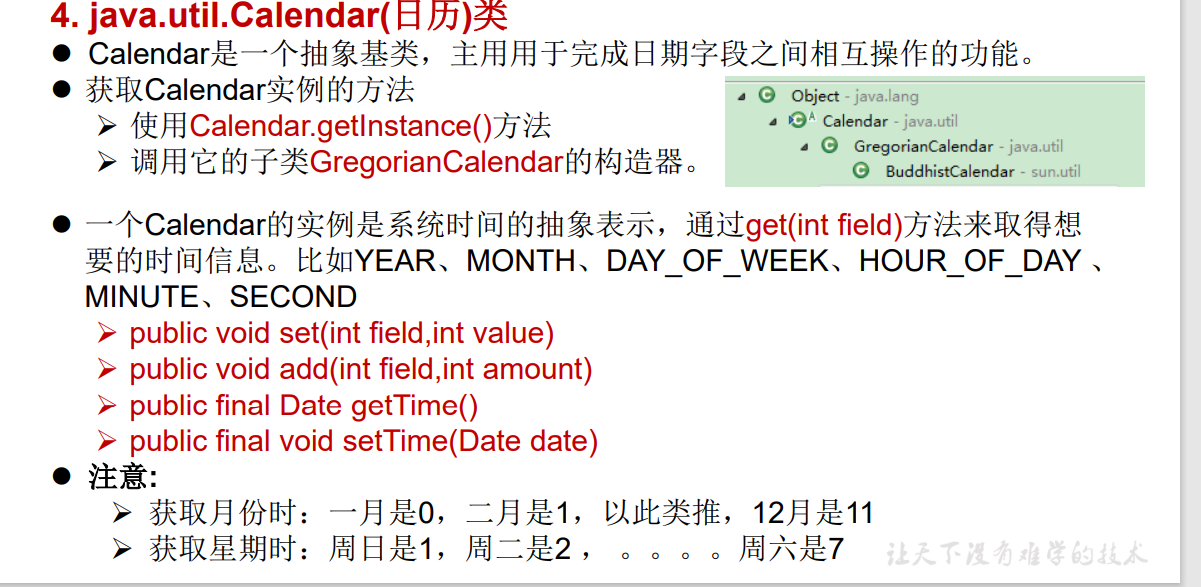 4. java.util.Calendar(日历)类
● Calendar是一个抽象基类，主用用于完成日期字段之间相互操作的功能。
● 获取Calendar实例的方法
➢ 使用Calendar.getInstance()方法
➢ 调用它的子类GregorianCalendar的构造器。
Object - java.lang
Calendar - java.util
GregorianCalendar - java.util
BuddhistCalendar - sun.util
● 一个Calendar的实例是系统时间的抽象表示，通过get(int field)方法来取得想
要的时间信息。比如YEAR、MONTH、DAY_OF_WEEK、HOUR_OF_DAY 、
MINUTE、SECOND
➢ public void set(int field,int value)
➢ public void add(int field,int amount)
➢ public final Date getTime()
➢ public final void setTime(Date date)
● 注意:
➢ 获取月份时：一月是0，二月是1，以此类推，12月是11
➢ 获取星期时：周日是1，周二是2 ， 。。。。周六是7
让天下没有难学的技术